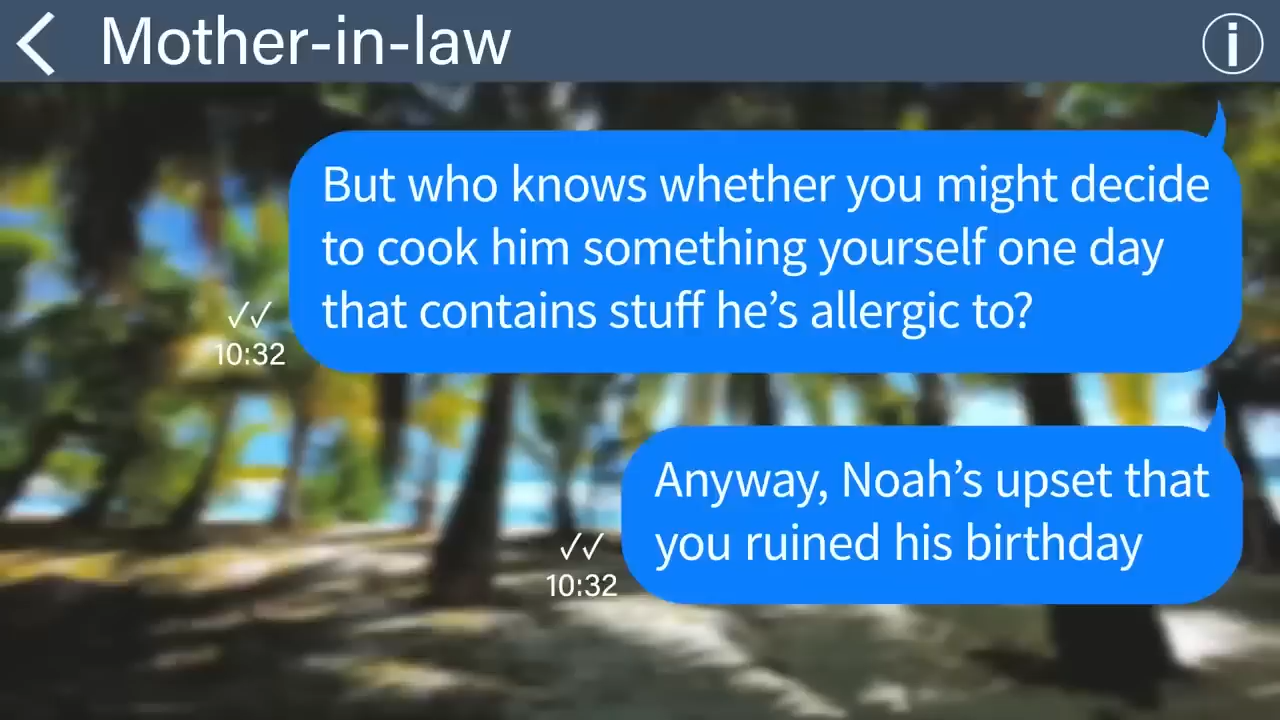 Mother-in-law
But who knows whether you might decide
to cook him something yourself one day
that contains stuff he’s allergic to?
10:32
Anyway, Noah’s upset that
you ruined his birthday
10:32